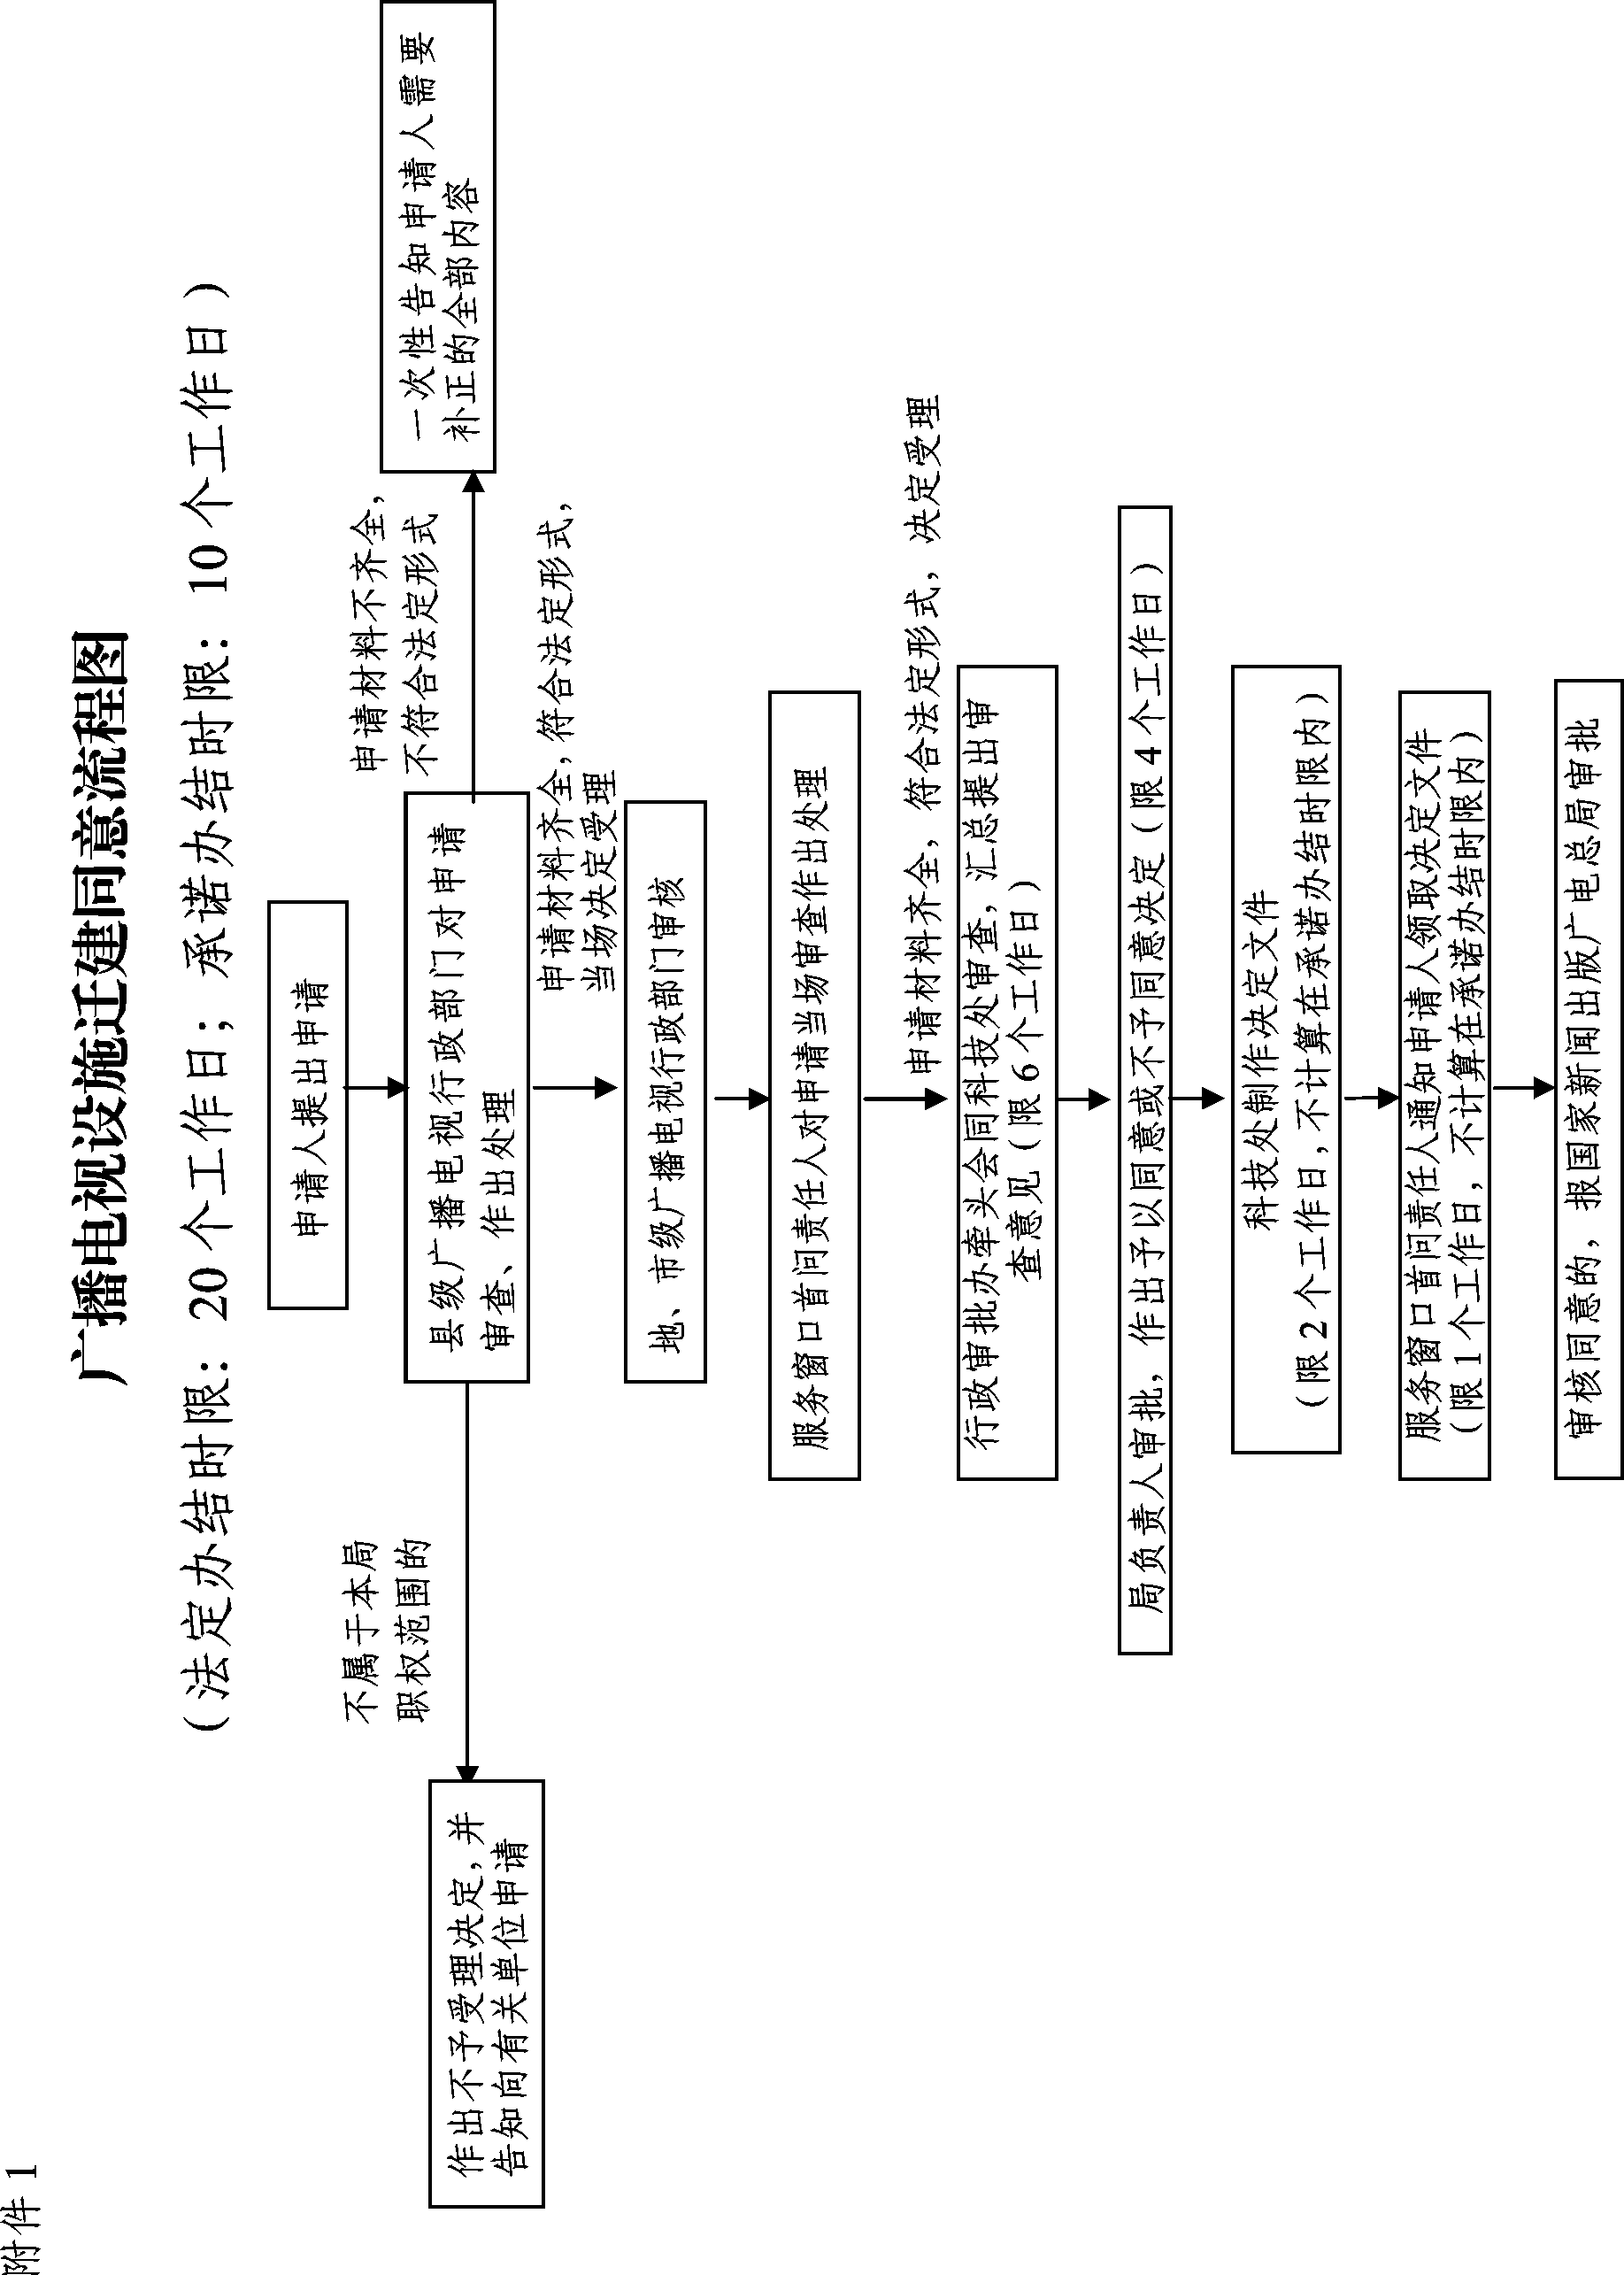 附件 1
广播电视设施迁建同意流程图
（法定办结时限：20 个工作日；承诺办结时限：10 个工作日）
申请人提出申请
不属于本局
职权范围的
申请材料不齐全，
不符合法定形式
作出不予受理决定，并
告知向有关单位申请
县级广播电视行政部门对申请
审查、作出处理
一次性告知申请人需要
补正的全部内容
申请材料齐全，符合法定形式，
当场决定受理
地、市级广播电视行政部门审核
服务窗口首问责任人对申请当场审查作出处理
申请材料齐全，符合法定形式，决定受理
行政审批办牵头会同科技处审查，汇总提出审
查意见（限 6 个工作日）
局负责人审批，作出予以同意或不予同意决定（限 4 个工作日）
科技处制作决定文件
（限 2 个工作日，不计算在承诺办结时限内）
服务窗口首问责任人通知申请人领取决定文件
（限 1 个工作日，不计算在承诺办结时限内）
审核同意的，报国家新闻出版广电总局审批